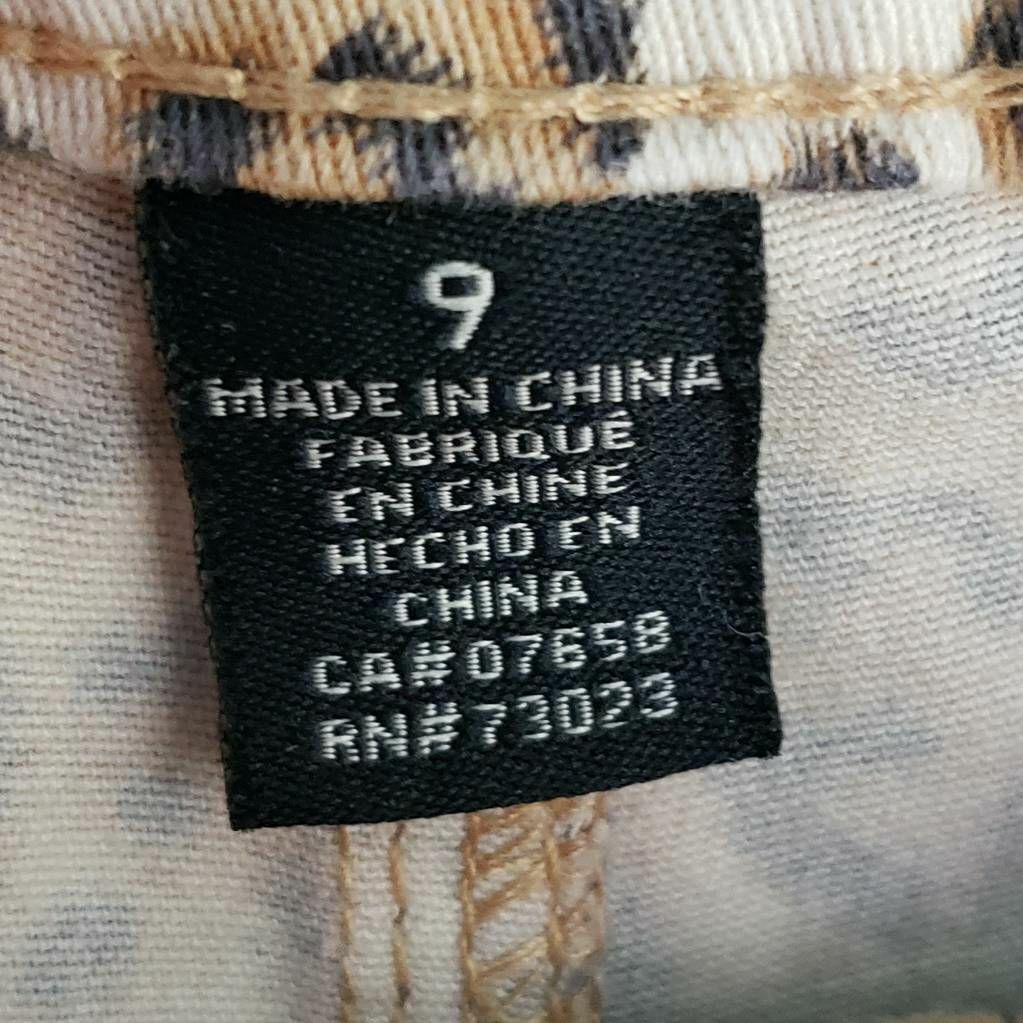 9
MADE IN CHINA
FABRIQUÉ
EN CHINE
HECHO EN
CHINA
CA#07658
RN#73023